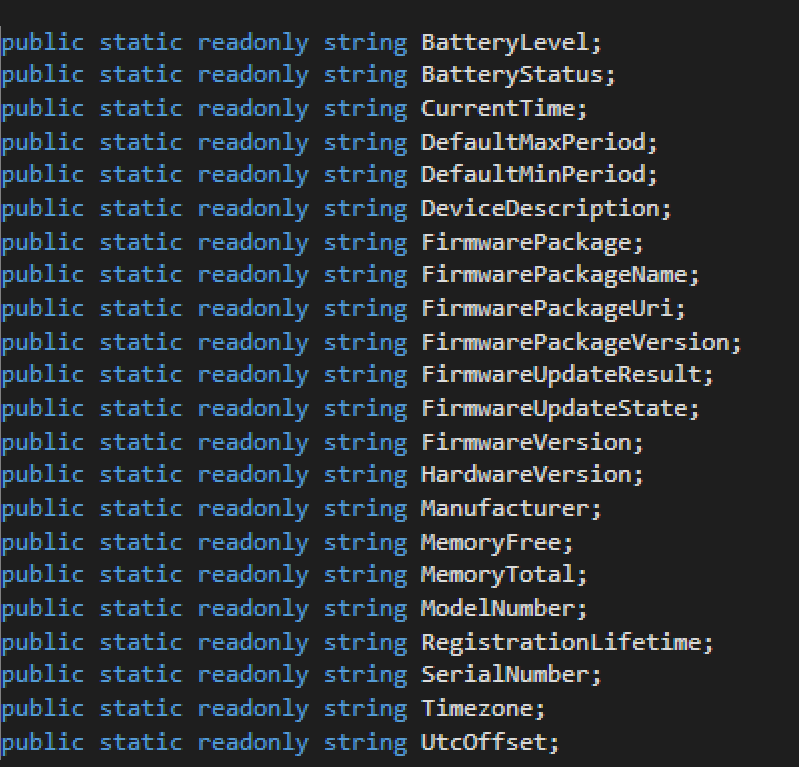 public static readonly string BatteryLevel;
public static readonly string BatteryStatus;
public static readonly string CurrentTime;
public static readonly string DefaultMaxPeriod;
public static readonly string DefaultMinPeriod;
public static readonly string DeviceDescription;
public static readonly string FirmwarePackage;
public static readonly string FirmwarePackageName;
public static readonly string FirmwarePackageUri;
public static readonly string FirmwarePackageVersion;
public static readonly string FirmwareUpdateResult;
public static readonly string FirmwareUpdateState;
public static readonly string FirmwareVersion;
public static readonly string HardwareVersion;
public static readonly string Manufacturer;
public static readonly string MemoryFree;
public static readonly string MemoryTotal;
public static readonly string ModelNumber;
public static readonly string RegistrationLifetime;
public static readonly string SerialNumber;
public static readonly string Timezone;
public static readonly string UtcOffset;